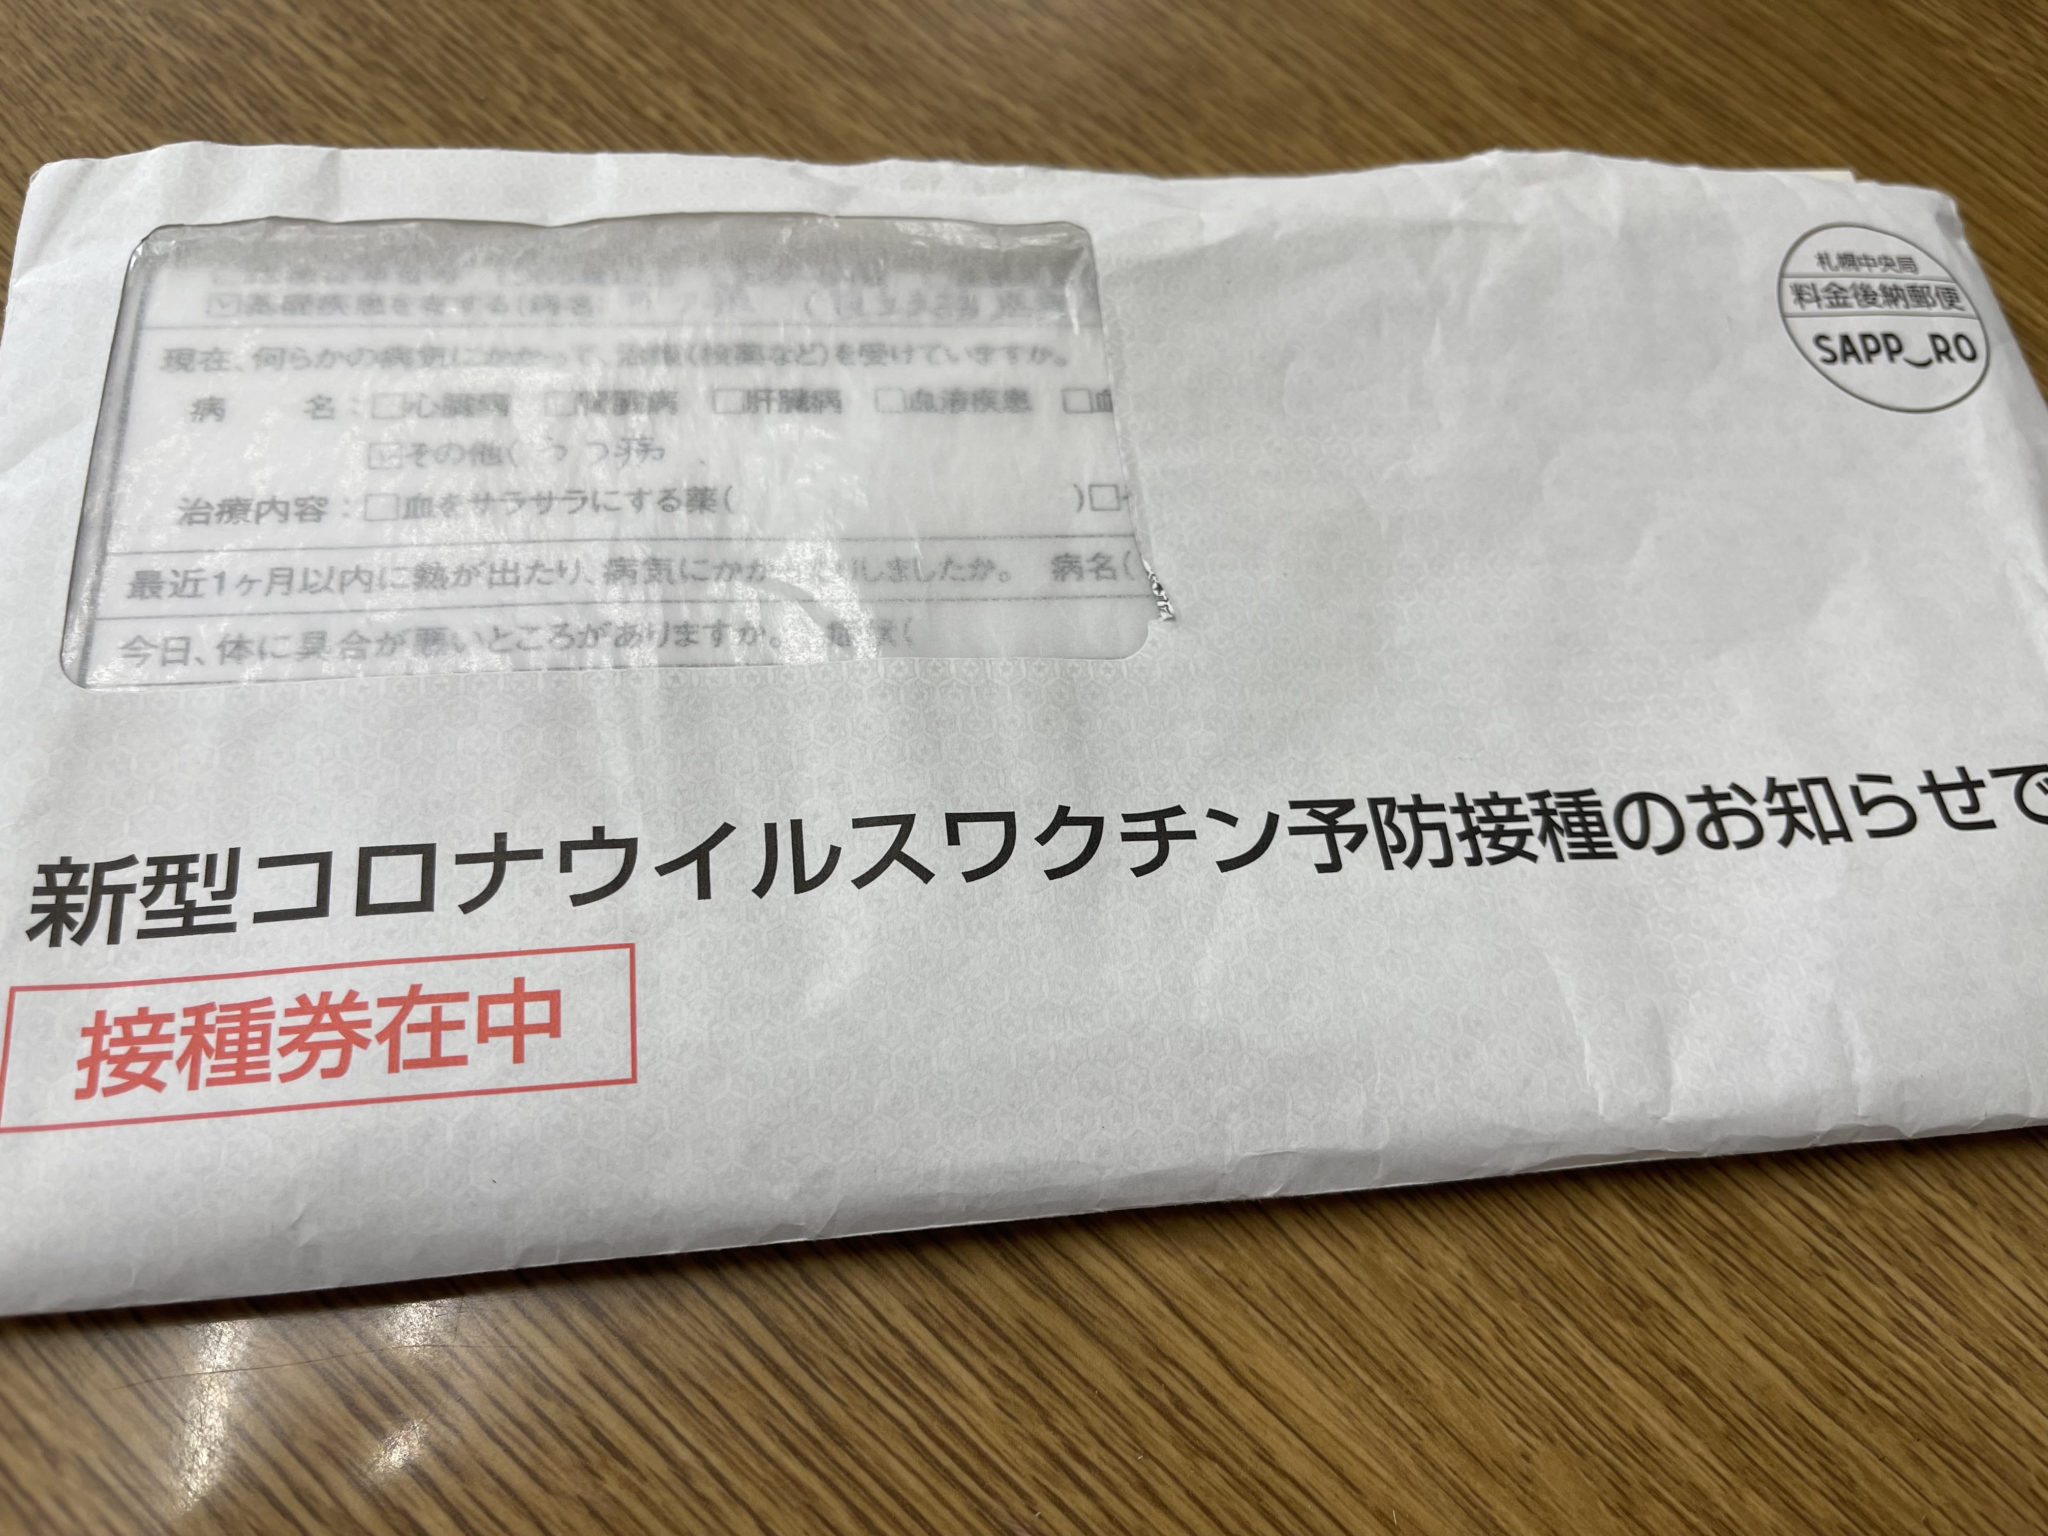 札幌中央局
料金後納郵便
SAPP‿RO
☑基礎疾患を有する(病名:
現在、何らかの病気にかかって、治療(投薬など)を受けていますか。
病 名:□心臓病 □腎臓病 □肝臓病 □血液疾患 □血
☑その他( うつ病
治療内容:□血をサラサラにする薬( )□
最近1ヶ月以内に熱が出たり、病気にかかったりしましたか。 病名(
今日、体に具合が悪いところがありますか。 症状(
新型コロナウイルスワクチン予防接種のお知らせで
接種券在中